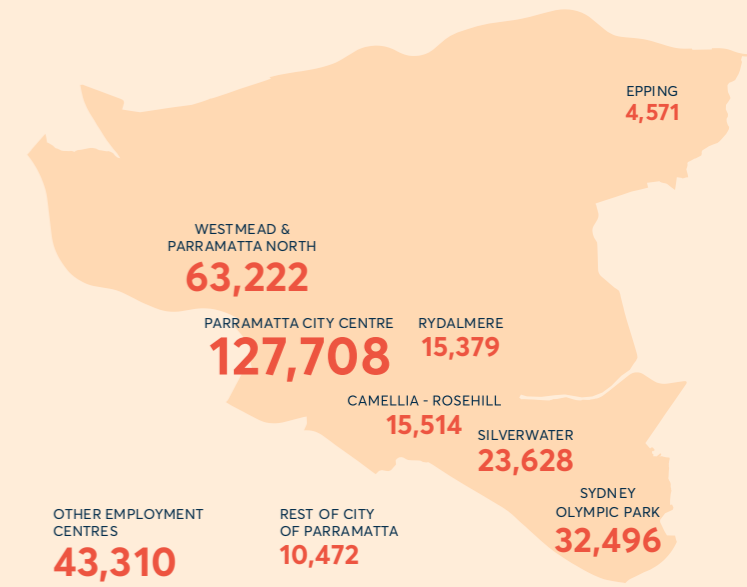 EPPING
4,571
WESTMEAD &
PARRAMATTA NORTH
63,222
PARRAMATTA CITY CENTRE
127,708
RYDALMERE
15,379
CAMELLIA - ROSEHILL
15,514
SILVERWATER
23,628
SYDNEY
OLYMPIC PARK
32,496
OTHER EMPLOYMENT
CENTRES
43,310
REST OF CITY
OF PARRAMATTA
10,472